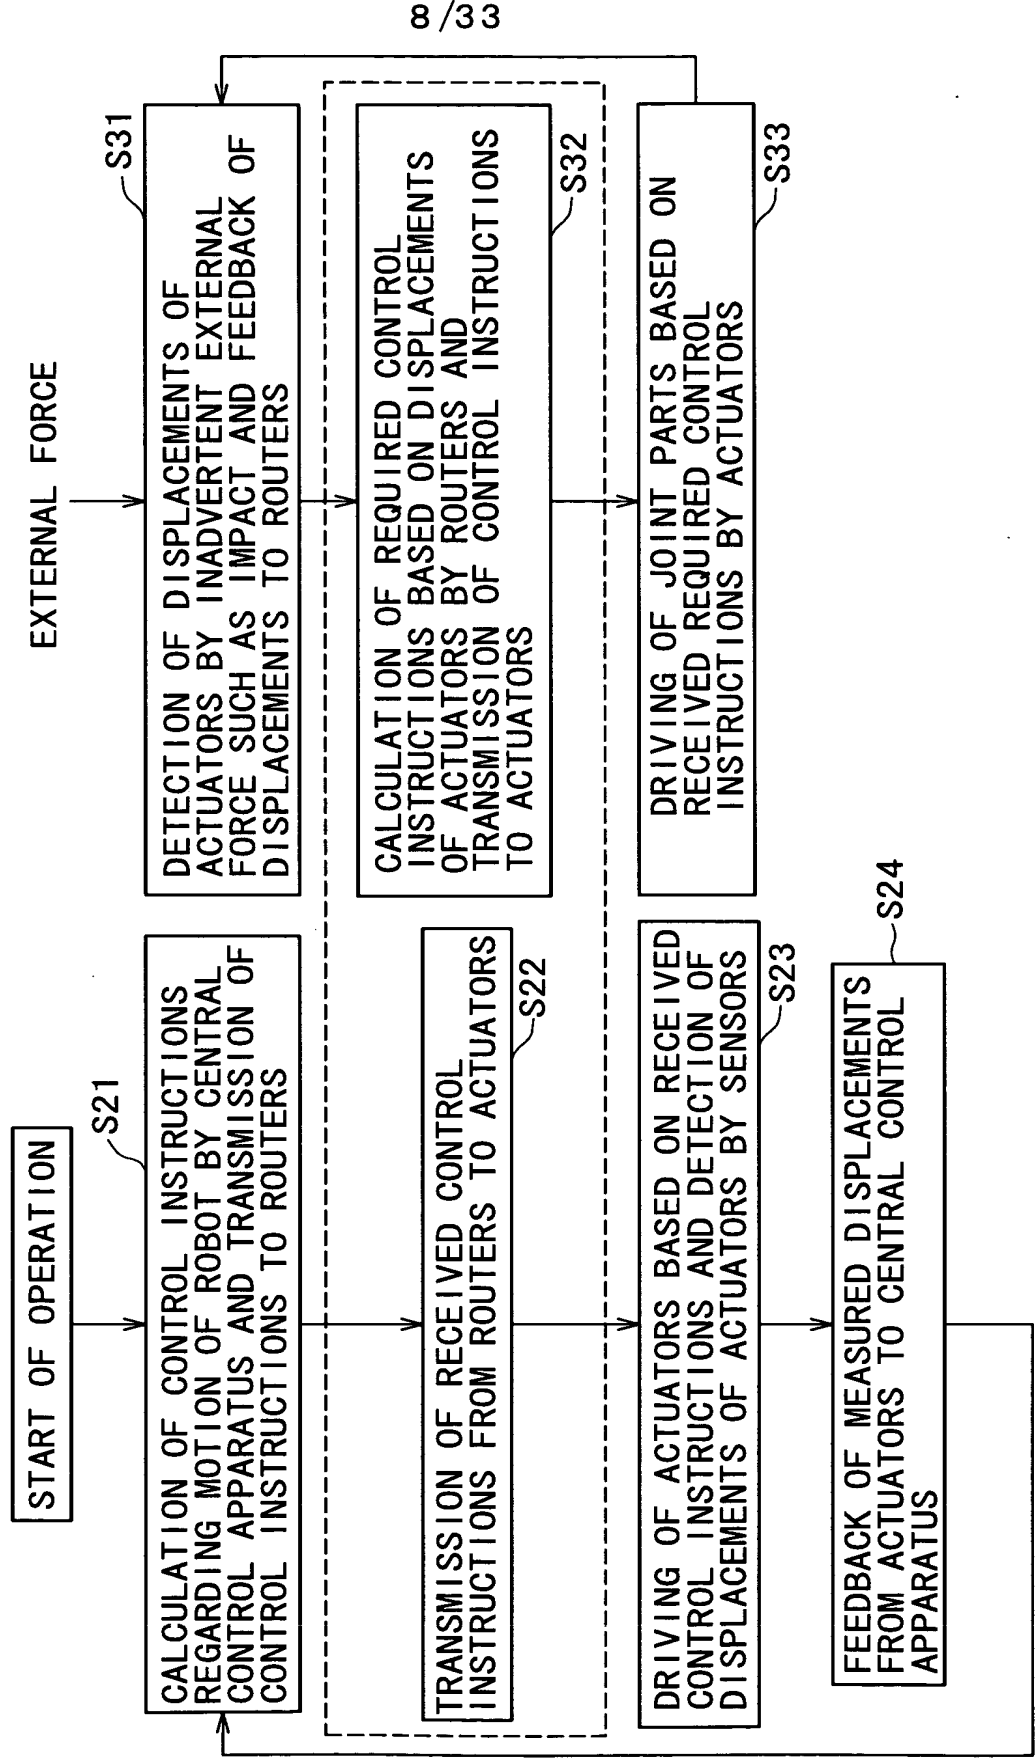 8/33
START OF OPERATION
S21
CALCULATION OF CONTROL INSTRUCTIONS
REGARDING MOTION OF ROBOT BY CENTRAL
CONTROL APPARATUS AND TRANSMISSION OF
CONTROL INSTRUCTIONS TO ROUTERS
TRANSMISSION OF RECEIVED CONTROL
INSTRUCTIONS FROM ROUTERS TO ACTUATORS
S22
DRIVING OF ACTUATORS BASED ON RECEIVED
CONTROL INSTRUCTIONS AND DETECTION OF
DISPLACEMENTS OF ACTUATORS BY SENSORS
S23
S24
FEEDBACK OF MEASURED DISPLACEMENTS
FROM ACTUATORS TO CENTRAL CONTROL
APPARATUS
EXTERNAL FORCE
S31
DETECTION OF DISPLACEMENTS OF
ACTUATORS BY INADVERTENT EXTERNAL
FORCE SUCH AS IMPACT AND FEEDBACK OF
DISPLACEMENTS TO ROUTERS
CALCULATION OF REQUIRED CONTROL
INSTRUCTIONS BASED ON DISPLACEMENTS
OF ACTUATORS BY ROUTERS AND
TRANSMISSION OF CONTROL INSTRUCTIONS
TO ACTUATORS
S32
DRIVING OF JOINT PARTS BASED ON
RECEIVED REQUIRED CONTROL
INSTRUCTIONS BY ACTUATORS
S33